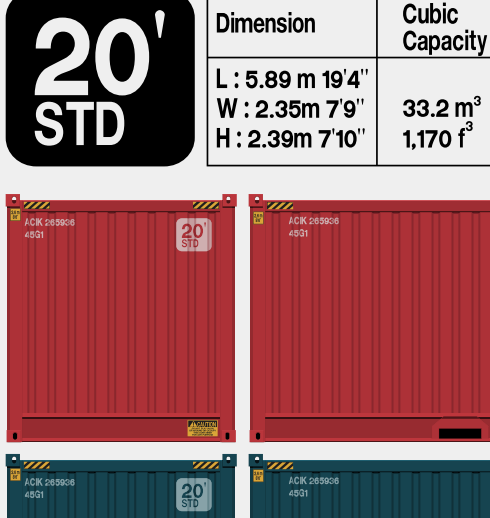 20'
STD
Dimension
Cubic
Capacity
L : 5.89 m 19'4''
W : 2.35m 7'9''
H : 2.39m 7'10''
33.2 m³
1,170 f³
ACIK 265936
45G1
20'
STD
ACIK 265936
45G1
CAUTION
ACIK 265936
45G1
20'
STD
ACIK 265936
45G1